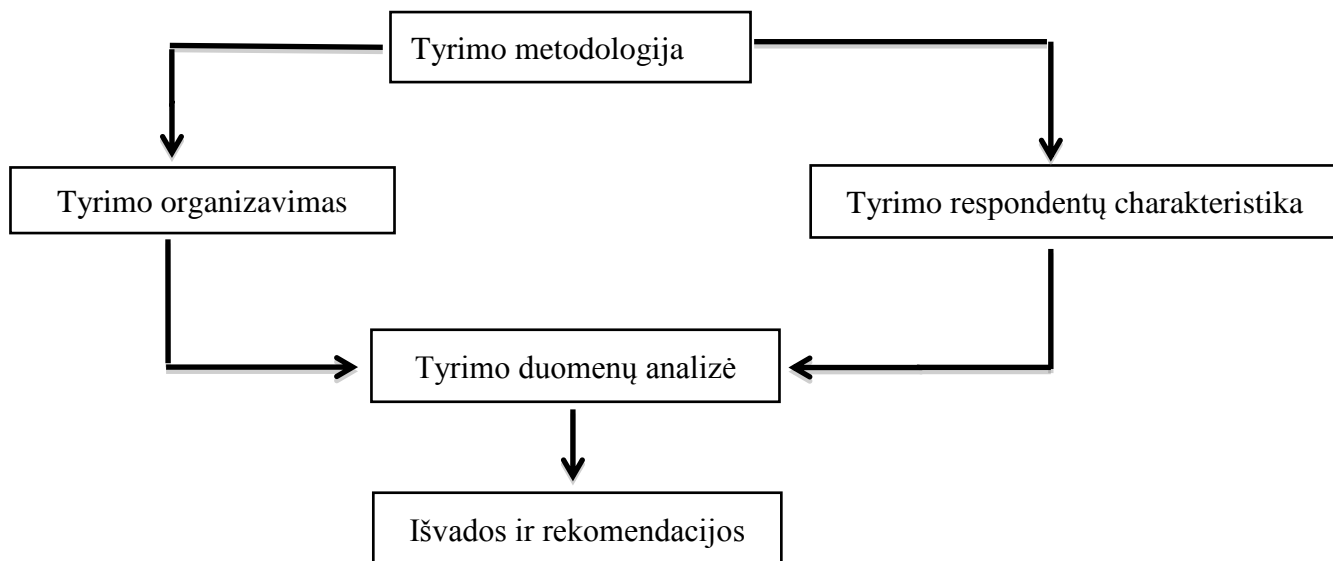 Tyrimo metodologija
Tyrimo organizavimas
Tyrimo respondentų charakteristika
Tyrimo duomenų analizė
Išvados ir rekomendacijos